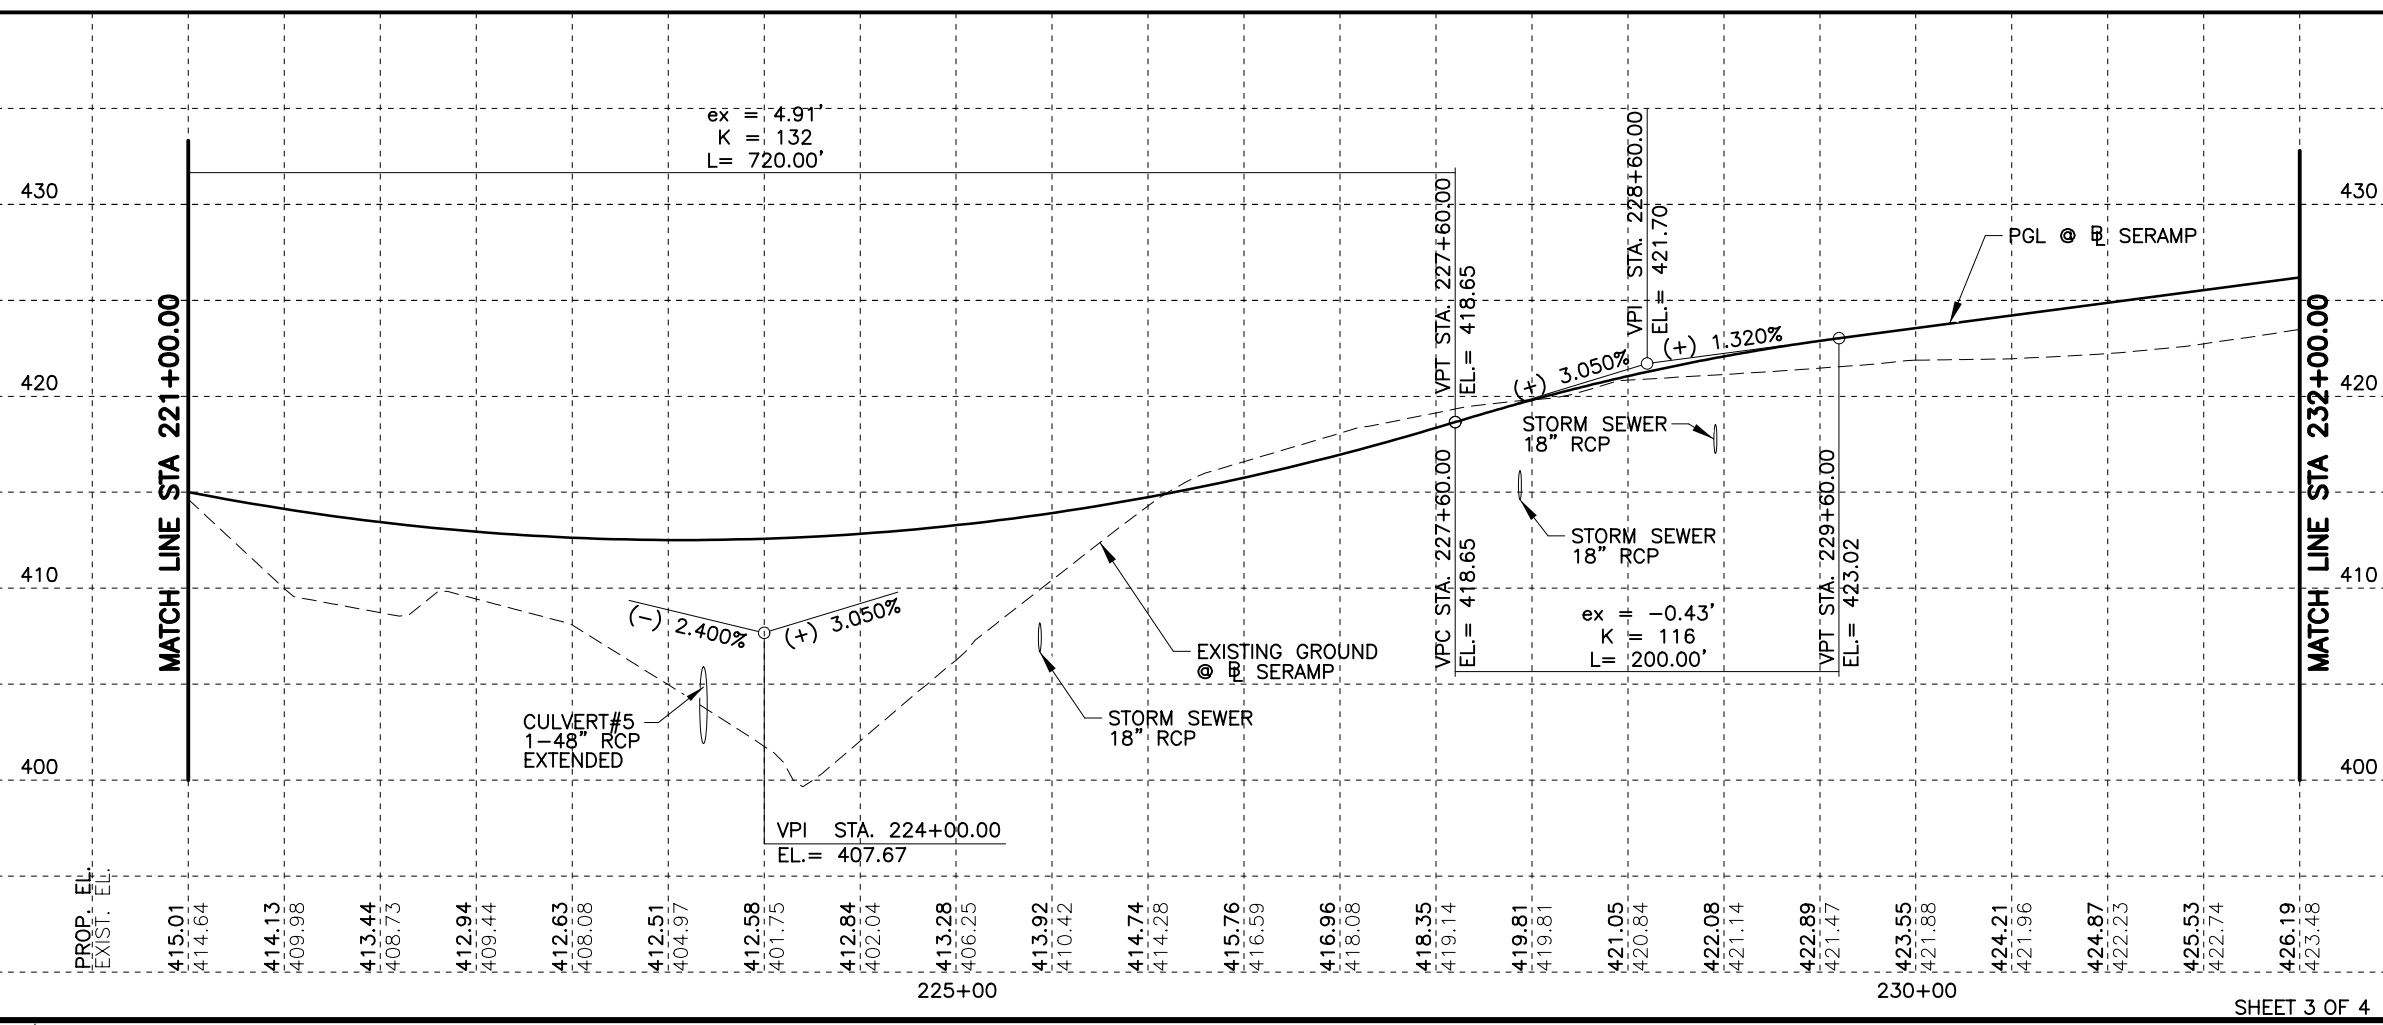 ex = 4.91'
K = 132
L= 720.00'
430
430
420
420
410
410
400
400
MATCH LINE STA 221+00.00
VPT STA. 227+60.00
EL.= 418.65
VPI STA. 228+60.00
EL.= 421.70
PGL @ BL SERAMP
(+) 3.050%
(+) 1.320%
STORM SEWER
18" RCP
STORM SEWER
18" RCP
VPC STA. 227+60.00
EL.= 418.65
ex = -0.43'
K = 116
L= 200.00'
VPT STA. 229+60.00
EL.= 423.02
MATCH LINE STA 232+00.00
(-) 2.400%
(+) 3.050%
EXISTING GROUND
@ BL SERAMP
STORM SEWER
18" RCP
CULVERT#5
1-48" RCP
EXTENDED
VPI STA. 224+00.00
EL.= 407.67
PROP. EL.
EXIST. EL.
415.01
414.64
414.13
409.98
413.44
408.73
412.94
409.44
412.63
408.08
412.51
404.97
412.58
401.75
412.84
402.04
413.28
406.25
413.92
410.42
414.74
414.28
415.76
416.59
416.96
418.08
418.35
419.14
419.81
419.81
421.05
420.84
422.08
421.14
422.89
421.47
423.55
421.88
424.21
421.96
424.87
422.23
425.53
422.74
426.19
423.48
225+00
230+00
SHEET 3 OF 4